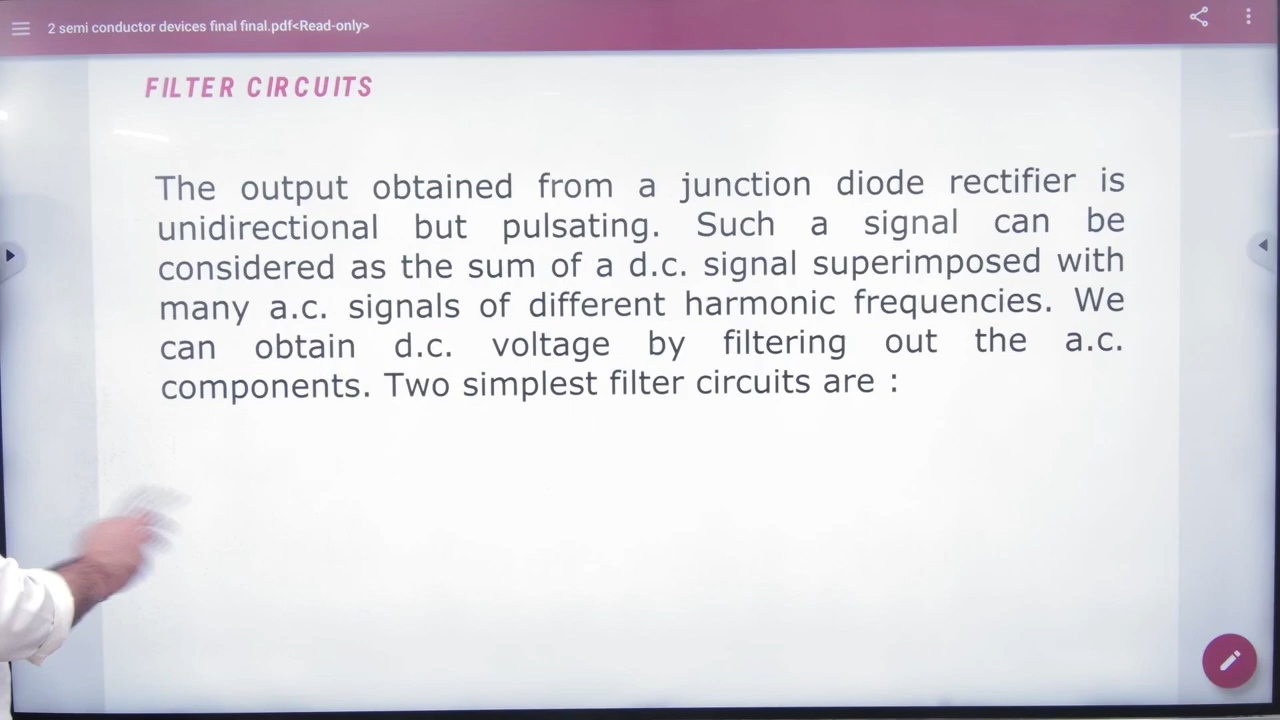 2 semi conductor devices final final.pdf<Read-only>
FILTER CIRCUITS
The output obtained from a junction diode rectifier is
unidirectional but pulsating. Such a signal can be
considered as the sum of a d.c. signal superimposed with
many a.c. signals of different harmonic frequencies. We
can obtain d.c. voltage by filtering out the a.c.
components. Two simplest filter circuits are :